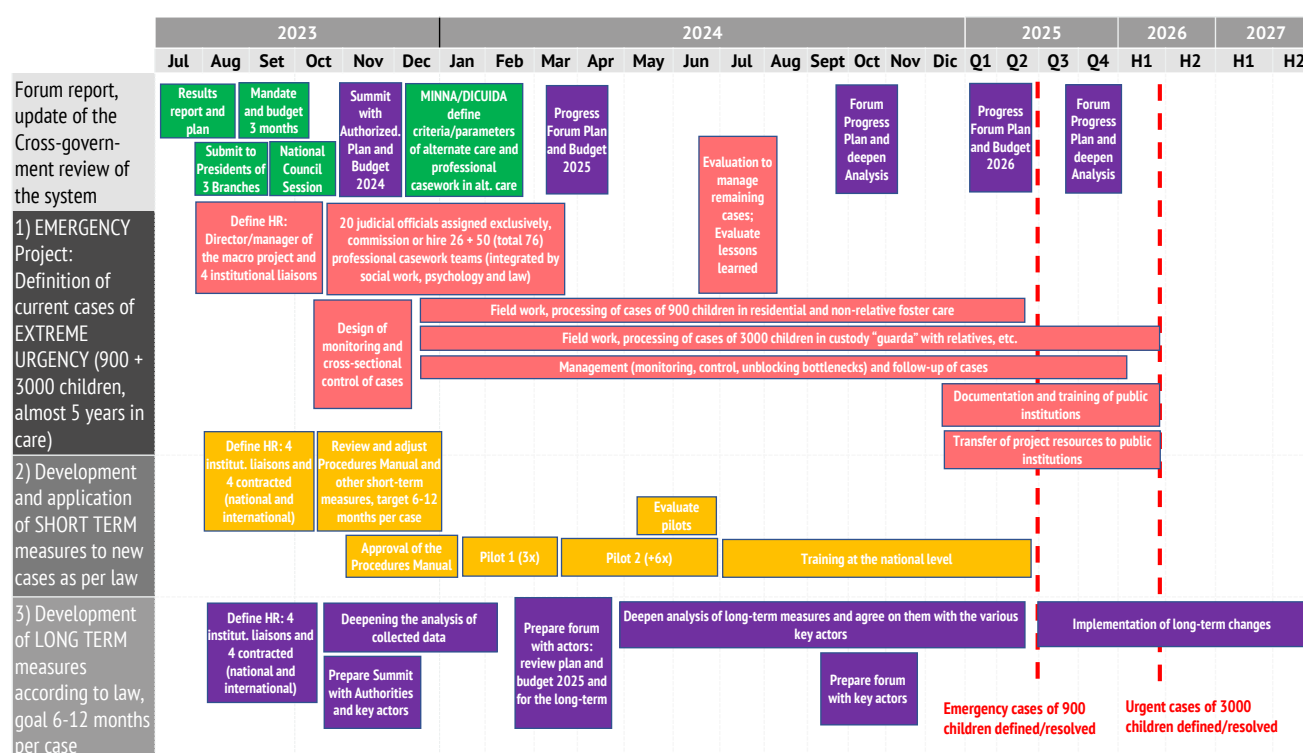 2023
2024
2025
2026
2027
Jul Aug Set Oct Nov Dec Jan Feb Mar Apr May Jun Jul Aug Sept Oct Nov Dic Q1 Q2 Q3 Q4 H1 H2 H1 H2
Forum report,
update of the
Cross-govern-
ment review of
the system
Results
report and
plan
Mandate
and budget
3 months
Submit to
Presidents of
3 Branches
National
Council
Session
Summit
with
Authorized.
Plan and
Budget
2024
MINNA/DICUIDA
define
criteria/parameters
of alternate care and
professional
casework in alt. care
Progress
Forum Plan
and Budget
2025
Evaluation to
manage
remaining
cases;
Evaluate
lessons
learned
Forum
Progress
Plan and
deepen
Analysis
Progress
Forum Plan
and Budget
2026
Forum
Progress
Plan and
deepen
Analysis
1) EMERGENCY
Project:
Definition of
current cases of
EXTREME
URGENCY (900 +
3000 children,
almost 5 years in
care)
Define HR:
Director/manager of
the macro project and
4 institutional liaisons
20 judicial officials assigned exclusively,
commission or hire 26 + 50 (total 76)
professional casework teams (integrated by
social work, psychology and law)
Design of
monitoring and
cross-sectional
control of cases
Field work, processing of cases of 900 children in residential and non-relative foster care
Field work, processing of cases of 3000 children in custody “guarda” with relatives, etc.
Management (monitoring, control, unblocking bottlenecks) and follow-up of cases
Documentation and training of public
institutions
Transfer of project resources to public
institutions
2) Development
and application
of SHORT TERM
measures to new
cases as per law
Define HR: 4
institut. liaisons and
4 contracted
(national and
international)
Review and adjust
Procedures Manual and
other short-term
measures, target 6-12
months per case
Evaluate
pilots
Approval of the
Procedures Manual
Pilot 1 (3x)
Pilot 2 (+6x)
Training at the national level
3) Development
of LONG TERM
measures
according to law,
goal 6-12 months
per case
Define HR: 4
institut. liaisons and
4 contracted
(national and
international)
Deepening the analysis of
collected data
Prepare Summit
with Authorities
and key actors
Prepare forum
with actors:
review plan and
budget 2025 and
for the long-term
Deepen analysis of long-term measures and agree on them with the various
key actors
Prepare forum
with key actors
Implementation of long-term changes
Emergency cases of 900
children defined/resolved
Urgent cases of 3000
children defined/resolved